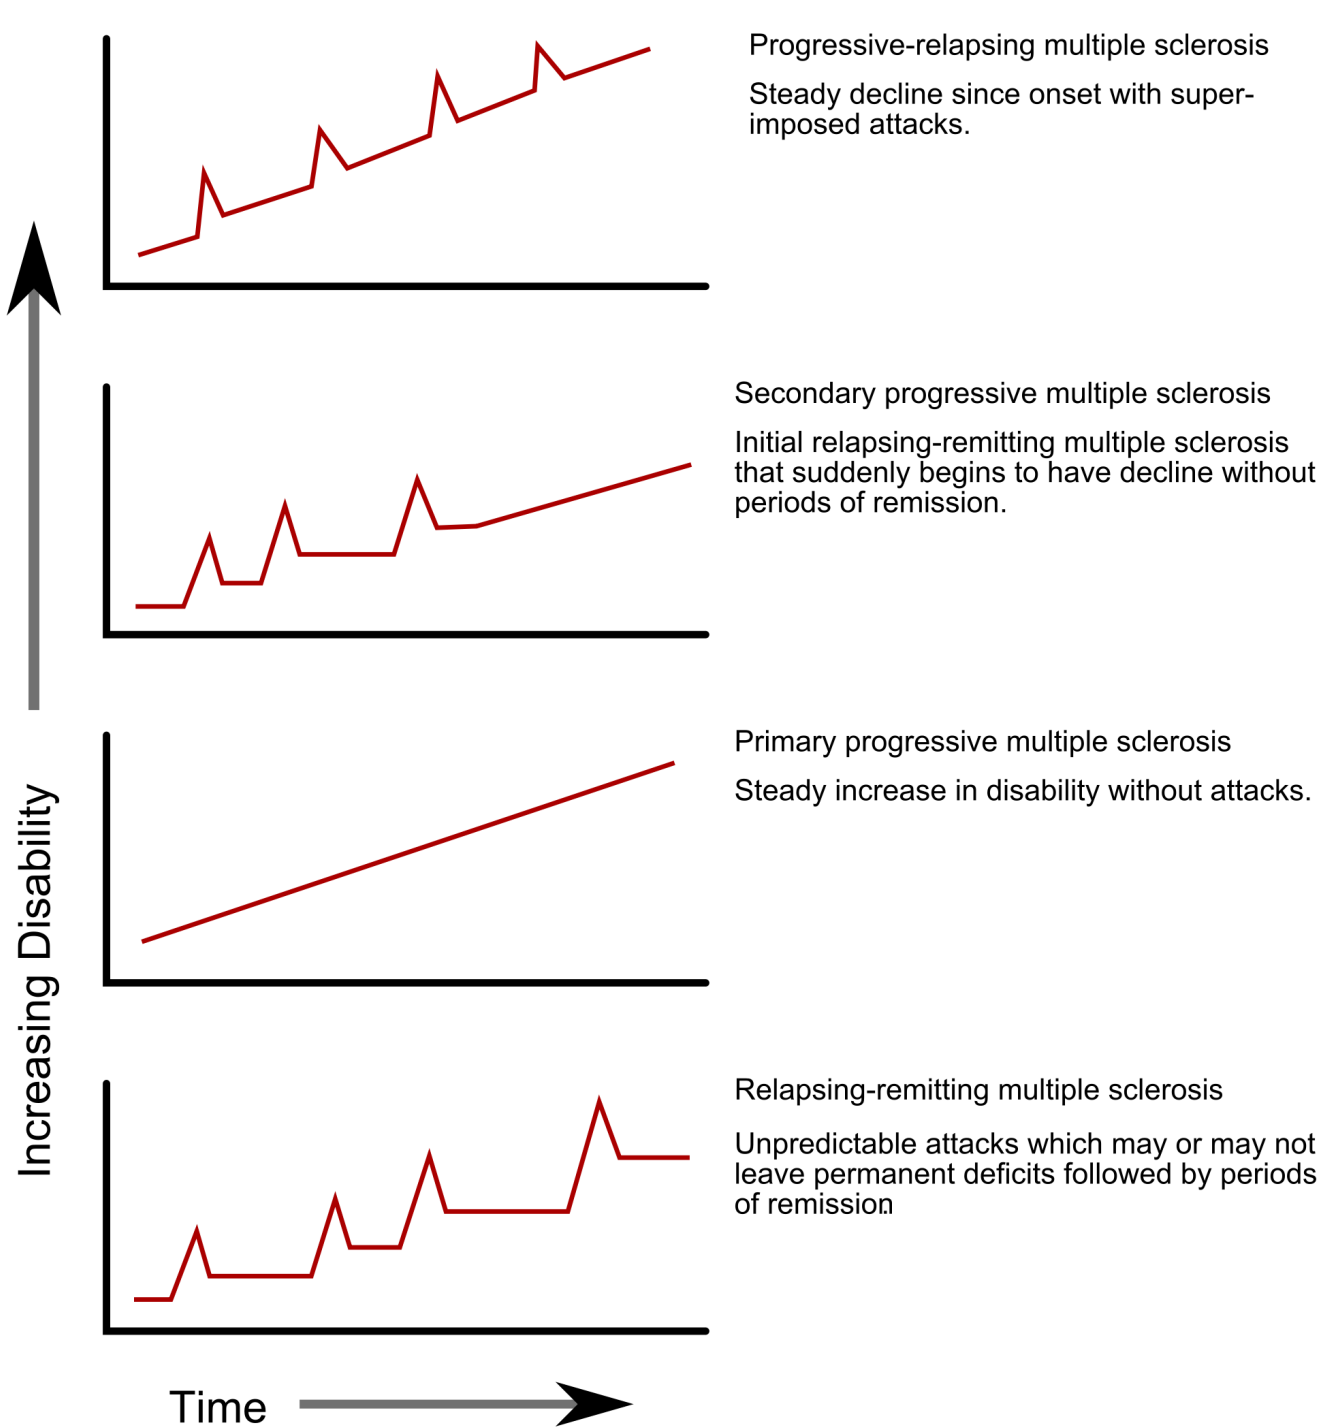 Progressive-relapsing multiple sclerosis
Steady decline since onset with super-
imposed attacks.
Secondary progressive multiple sclerosis
Initial relapsing-remitting multiple sclerosis
that suddenly begins to have decline without
periods of remission.
Primary progressive multiple sclerosis
Steady increase in disability without attacks.
Relapsing-remitting multiple sclerosis
Unpredictable attacks which may or may not
leave permanent deficits followed by periods
of remission.
Increasing Disability
Time